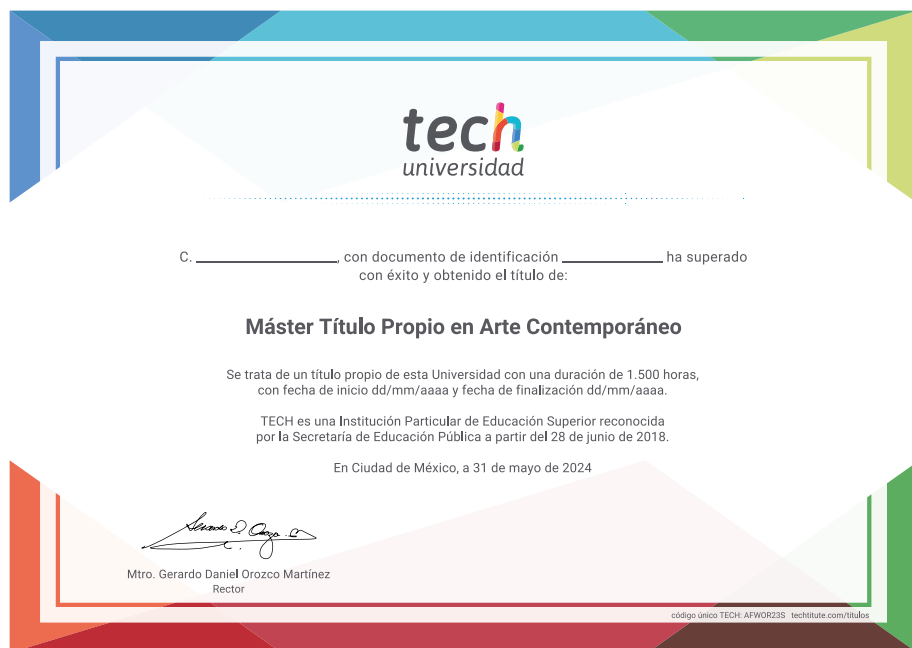 tech
universidad
C. ____________________, con documento de identificación ______________ ha superado
con éxito y obtenido el título de:
Máster Título Propio en Arte Contemporáneo
Se trata de un título propio de esta Universidad con una duración de 1.500 horas,
con fecha de inicio dd/mm/aaaa y fecha de finalización dd/mm/aaaa.
TECH es una Institución Particular de Educación Superior reconocida
por la Secretaría de Educación Pública a partir del 28 de junio de 2018.
En Ciudad de México, a 31 de mayo de 2024
Mtro. Gerardo Daniel Orozco Martínez
Rector
código único TECH: AFWOR23S techtitute.com/titulos